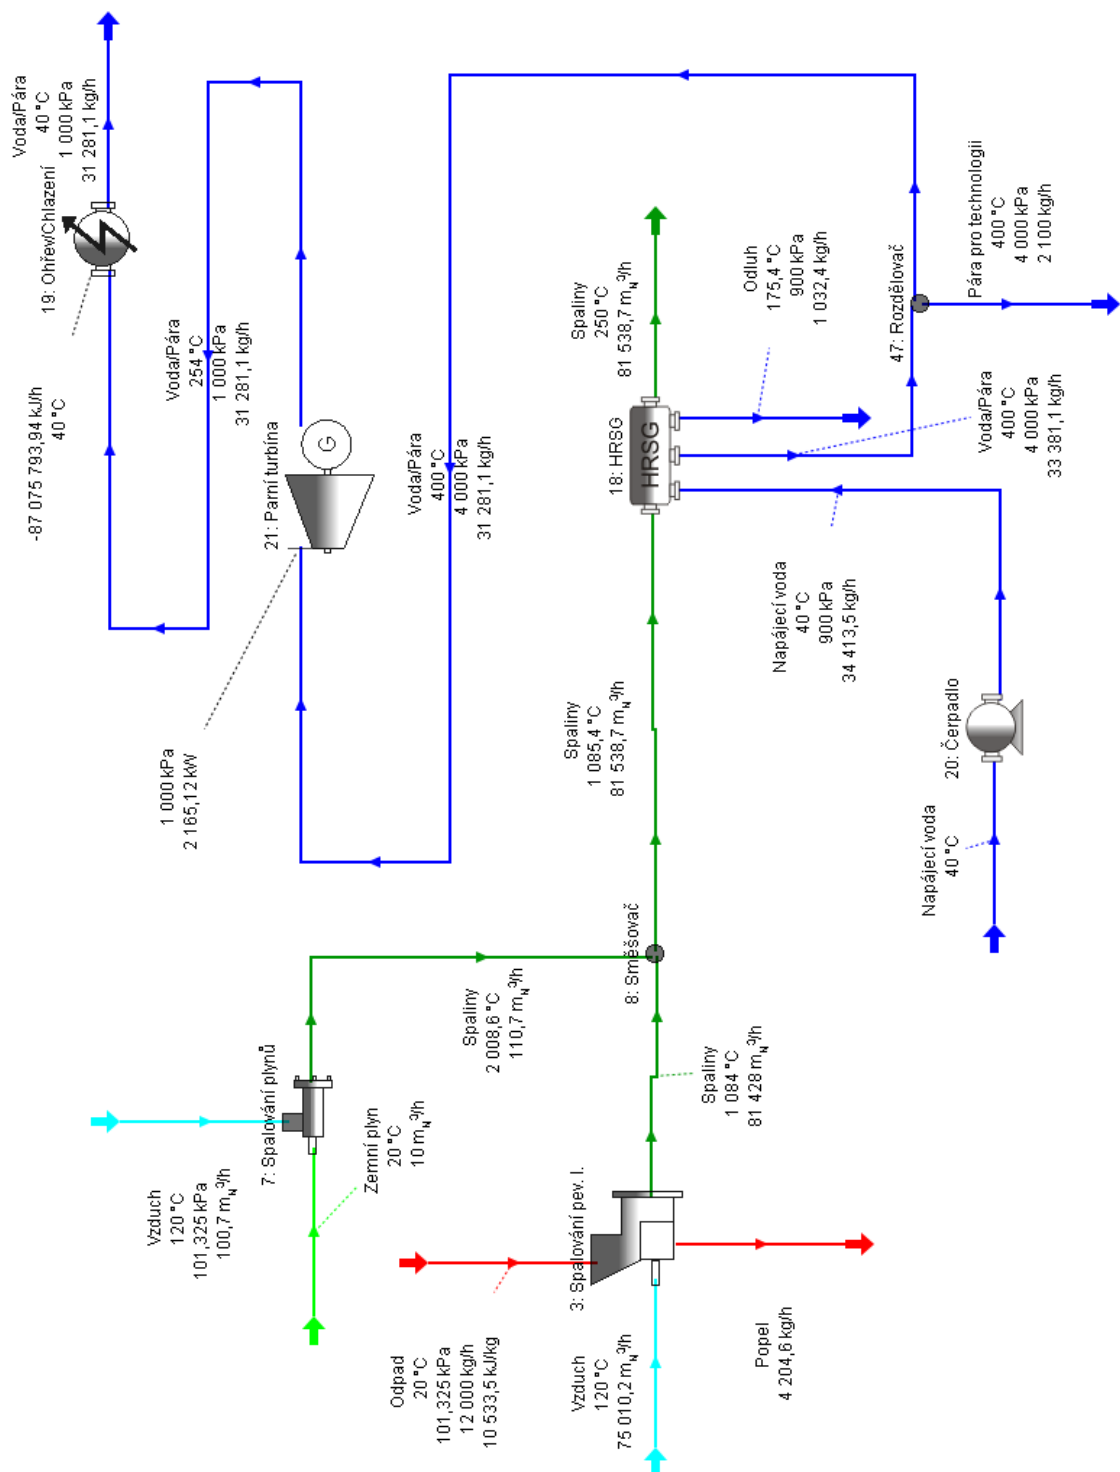 Voda/Pára
40 °C
1 000 kPa
31 281,1 kg/h
19: Ohřev/Chlazení
-87 075 793,94 kJ/h
40 °C
Voda/Pára
254 °C
1 000 kPa
31 281,1 kg/h
21: Parní turbína
G
1 000 kPa
2 165,12 kW
Voda/Pára
400 °C
4 000 kPa
31 281,1 kg/h
Spaliny
250 °C
81 538,7 m_N³/h
Odluh
175,4 °C
900 kPa
1 032,4 kg/h
18: HRSG
HRSG
47: Rozdělovač
Pára pro technologii
400 °C
4 000 kPa
2 100 kg/h
Voda/Pára
400 °C
4 000 kPa
33 381,1 kg/h
Napájecí voda
40 °C
900 kPa
34 413,5 kg/h
20: Čerpadlo
Napájecí voda
40 °C
Spaliny
1 085,4 °C
81 538,7 m_N³/h
8: Směšovač
Spaliny
2 008,6 °C
110,7 m_N³/h
7: Spalování plynů
Vzduch
120 °C
101,325 kPa
100,7 m_N³/h
Zemní plyn
20 °C
10 m_N³/h
Spaliny
1 084 °C
81 428 m_N³/h
3: Spalování pev. l.
Odpad
20 °C
101,325 kPa
12 000 kg/h
10 533,5 kJ/kg
Vzduch
120 °C
75 010,2 m_N³/h
Popel
4 204,6 kg/h